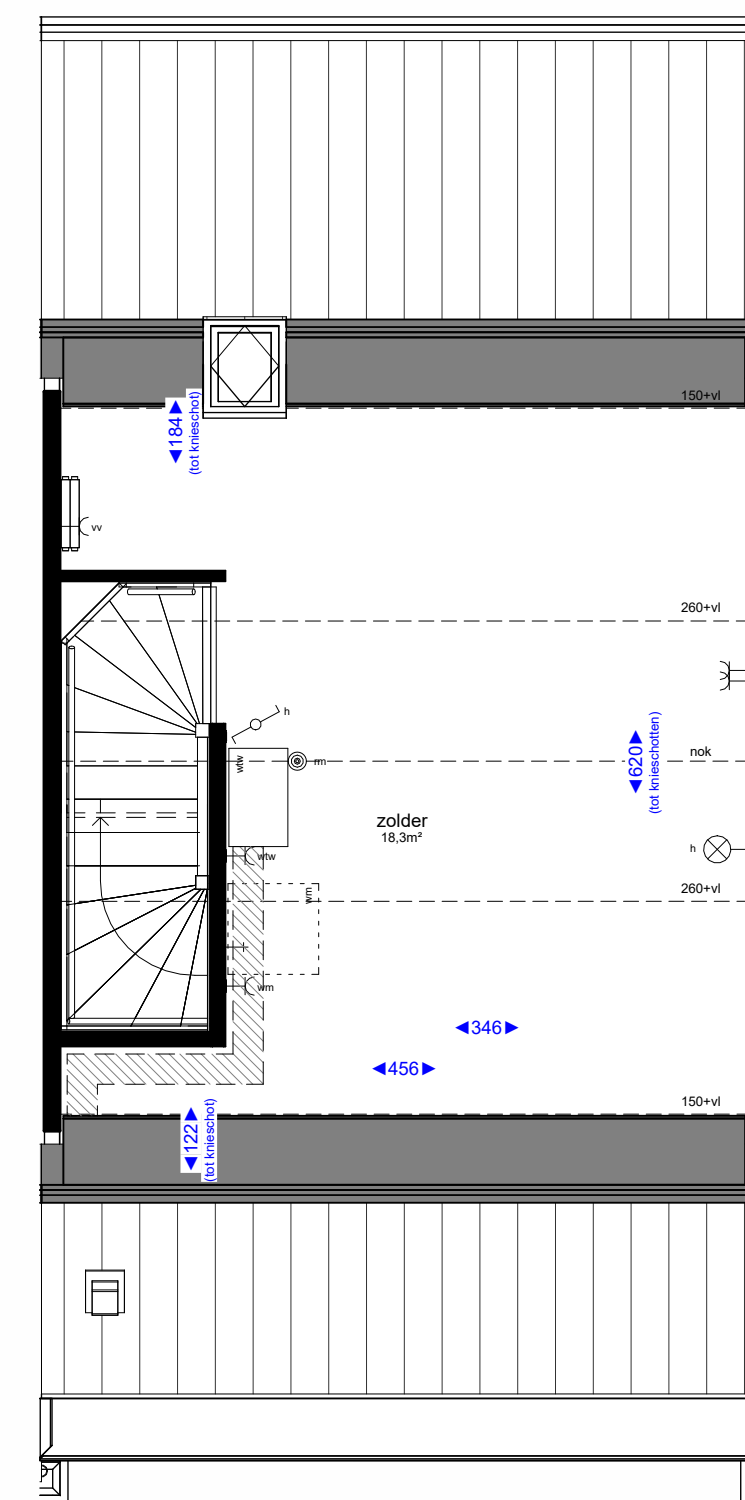 150+vl
184
(tot knieschot)
vv
260+vl
h
nok
wtw
rm
620
(tot knieschotten)
zolder
18,3m²
h
wtw
260+vl
wm
wm
346
456
150+vl
122
(tot knieschot)